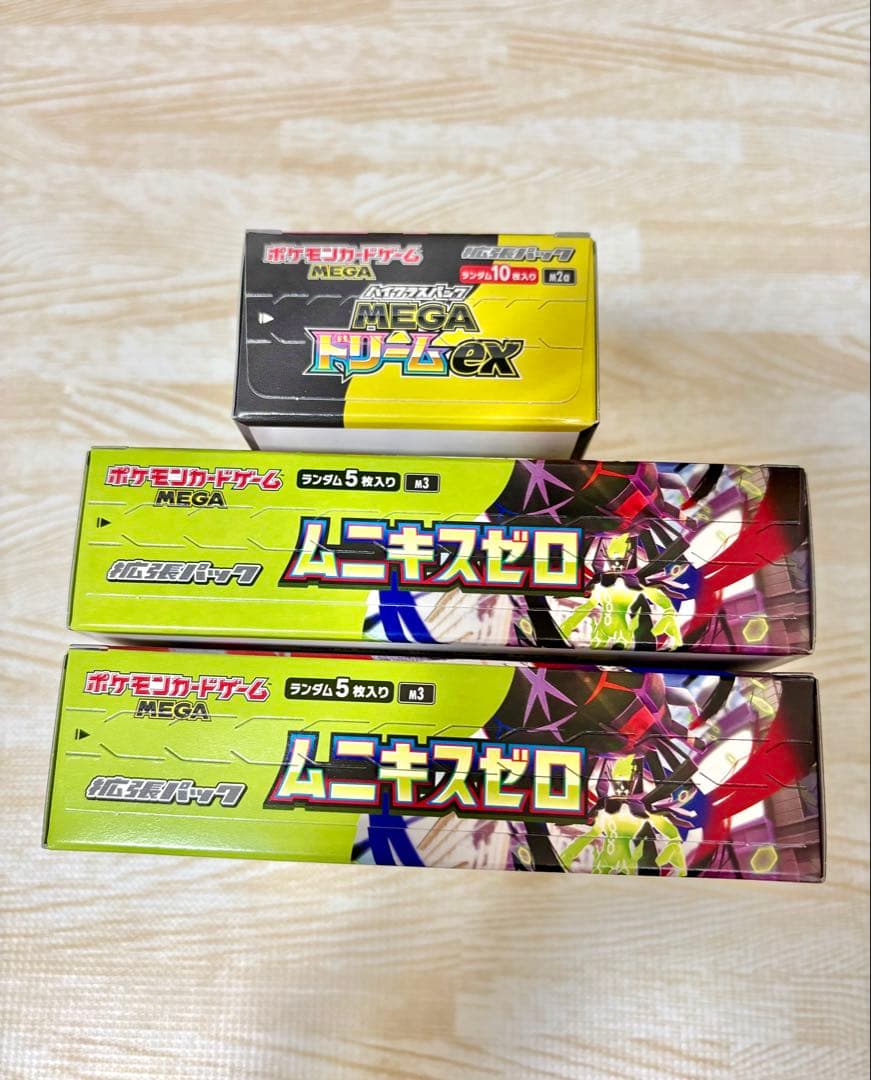 ポケモンカードゲーム
MEGA
拡張パック
ランダム10枚入り
M2a
ハイクラスパック
MEGA
ドリームex
ポケモンカードゲーム
MEGA
ランダム5枚入り
M3
ムニキスゼロ
拡張パック
ポケモンカードゲーム
MEGA
ランダム5枚入り
M3
ムニキスゼロ
拡張パック